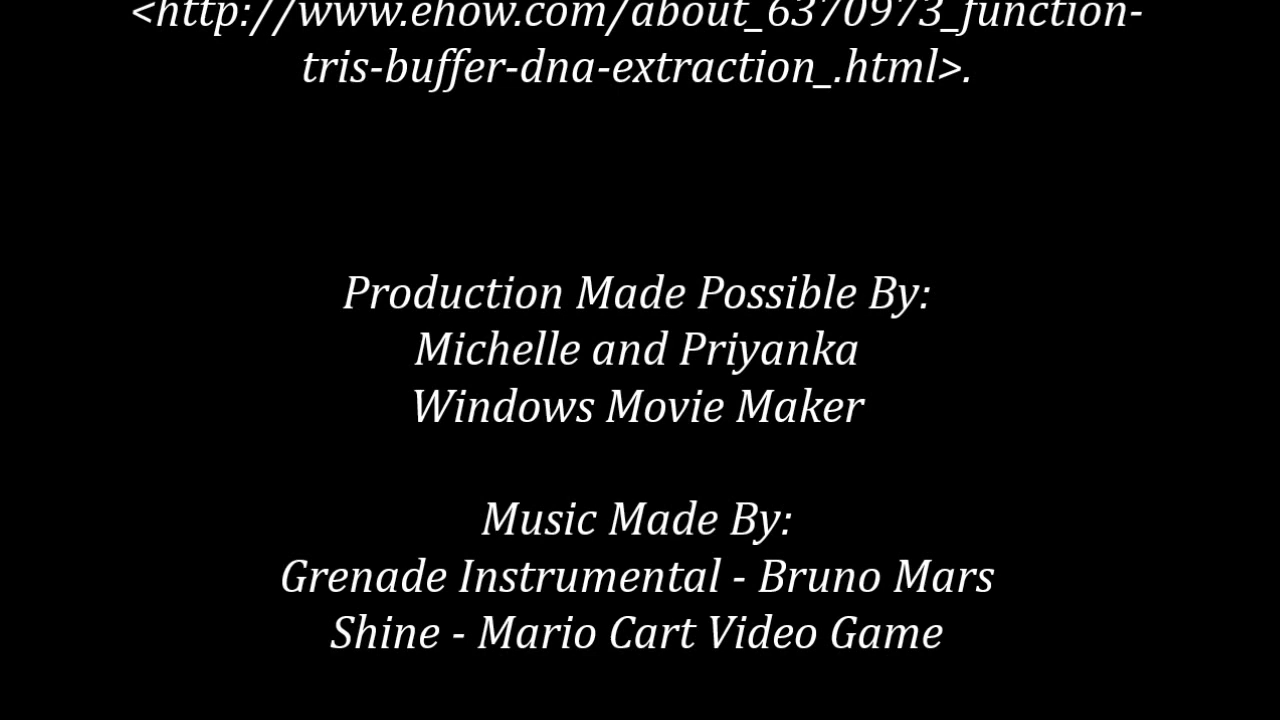 <http://www.ehow.com/about_6370973_function-
tris-buffer-dna-extraction_.html>.
Production Made Possible By:
Michelle and Priyanka
Windows Movie Maker
Music Made By:
Grenade Instrumental - Bruno Mars
Shine - Mario Cart Video Game